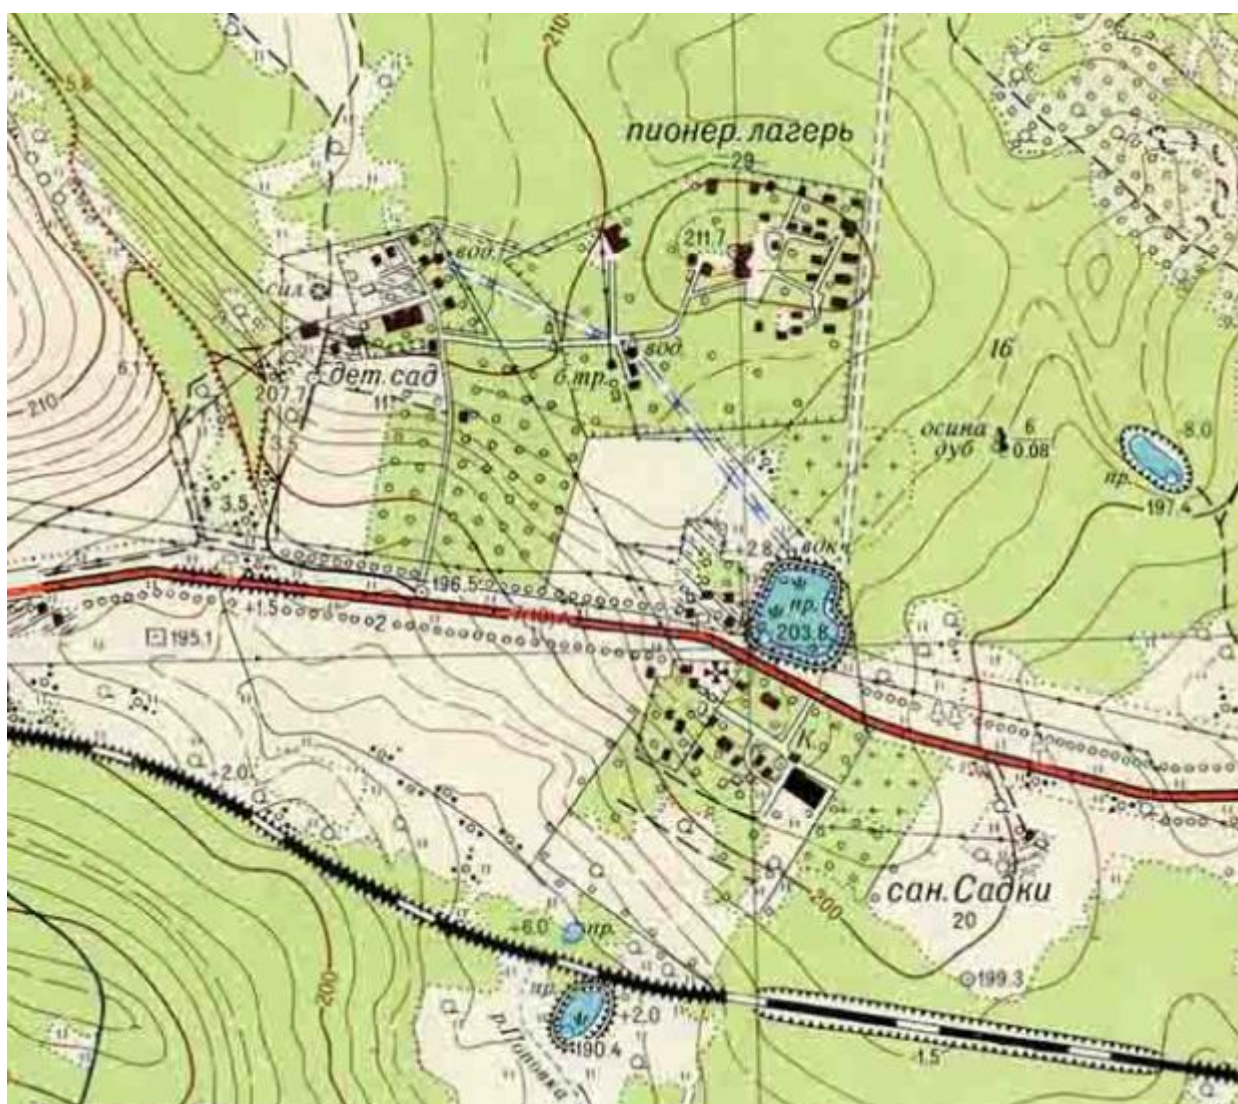 210
5.8
пионер. лагерь
29
211.7
вод.
сил.
16
вод.
б.тр.
6.1
дет. сад
11
207.7
210
осина
дуб
6
0.08
-8.0
пр.
197.4
3.5
+2.8
вок.
196.5
пр.
203.8
+1.5
2
195.1
К.
+2.0
200
сан. Садки
20
+6.0
пр.
199.3
200
пр.
+2.0
р. Поповка
190.4
-1.5